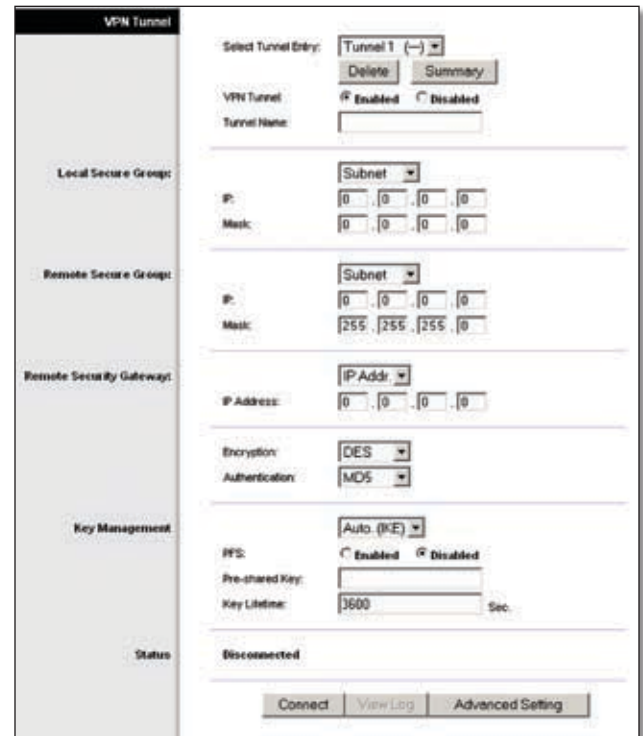 VPN Tunnel
Select Tunnel Entry: Tunnel 1 (---)
Delete Summary
VPN Tunnel Enabled Disabled
Tunnel Name:
Local Secure Group: Subnet
IP: 0 . 0 . 0 . 0
Mask: 0 . 0 . 0 . 0
Remote Secure Group: Subnet
IP: 0 . 0 . 0 . 0
Mask: 255 . 255 . 255 . 0
Remote Security Gateway: IP Addr.
IP Address: 0 . 0 . 0 . 0
Encryption: DES
Authentication: MD5
Key Management Auto. (IKE)
PFS: Enabled Disabled
Pre-shared Key:
Key Lifetime: 3600 Sec.
Status Disconnected
Connect View Log Advanced Setting